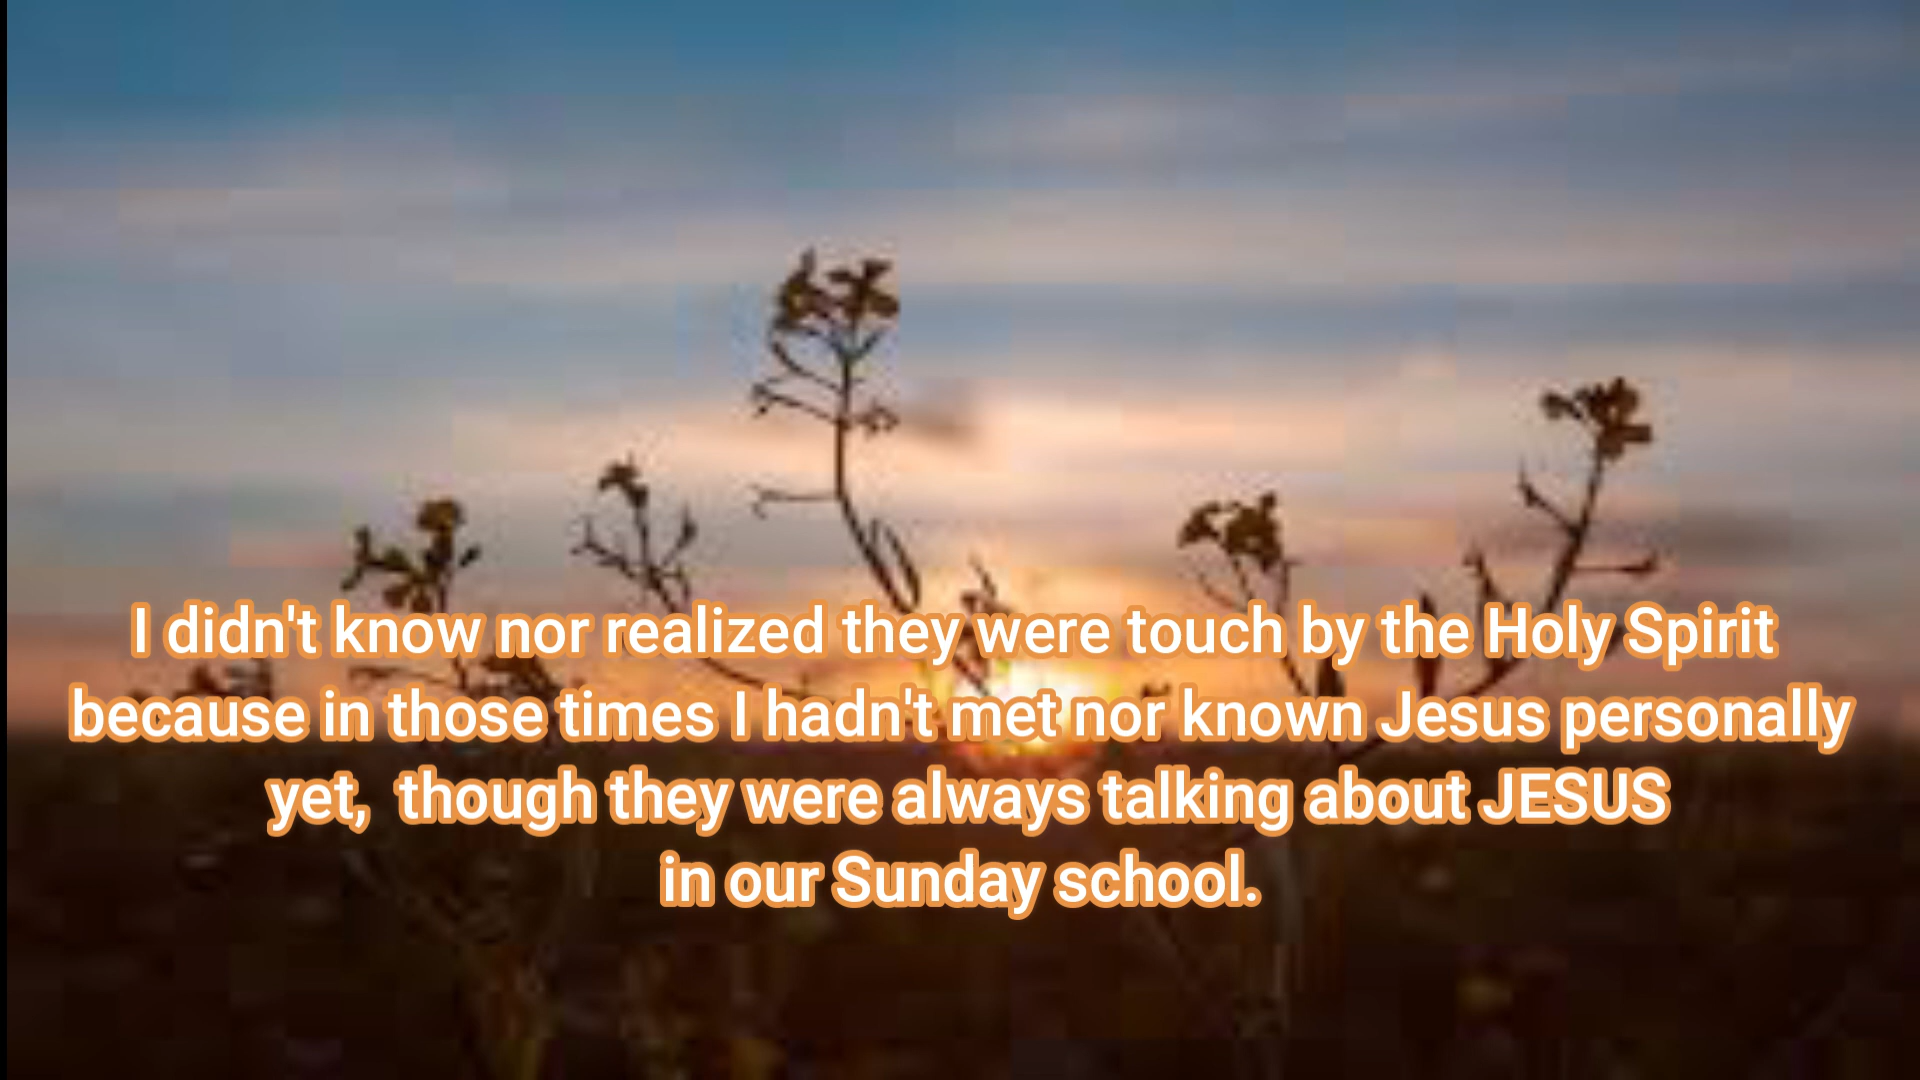 I didn't know nor realized they were touch by the Holy Spirit
because in those times I hadn't met nor known Jesus personally
yet,  though they were always talking about JESUS
in our Sunday school.